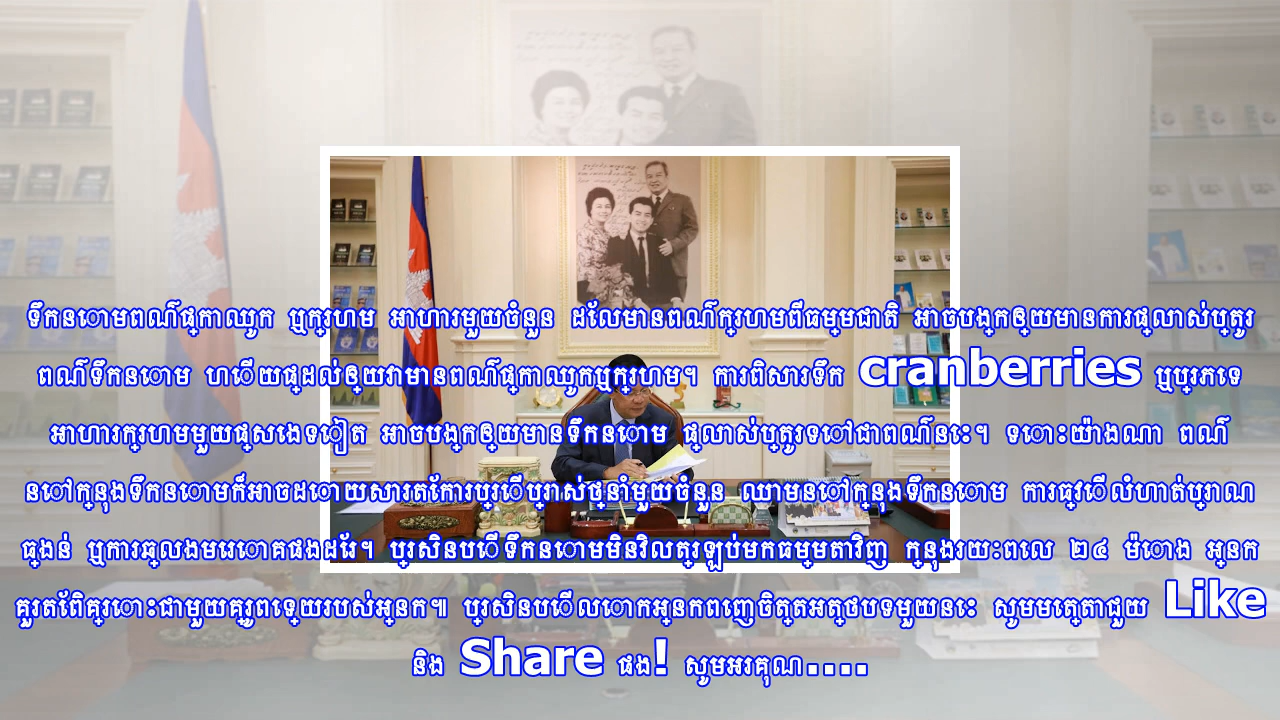 ទឹកនោមពណ៌ផ្កាឈូក ឬក្រហម អាហារមួយចំនួន ដែលមានពណ៌ក្រហមពីធម្មជាតិ អាចបង្កឲ្យមានការផ្លាស់ប្តូរ
ពណ៌ទឹកនោម ហើយផ្ដល់ឲ្យវាមានពណ៌ផ្កាឈូកឬក្រហម។ ការពិសារទឹក cranberries ឬប្រភទេ
អាហារក្រហមមួយផ្សេងទៀត អាចបង្កឲ្យមានទឹកនោម ផ្លាស់ប្តូរទៅជាពណ៌នេះ។ ទោះយ៉ាងណា ពណ៌
នៅក្នុងទឹកនោមក៏អាចដោយសារតែការប្រើប្រាស់ថ្នាំមួយចំនួន ឈាមនៅក្នុងទឹកនោម ការធ្វើលំហាត់ប្រាណ
ធ្ងន់ ឬការឆ្លងមេរោគផងដែរ។ ប្រសិនបើទឹកនោមមិនវិលត្រឡប់មកធម្មតាវិញ ក្នុងរយៈពេល ២៤ ម៉ោង អ្នក
គួរតែពិគ្រោះជាមួយគ្រូពេទ្យរបស់អ្នក៕ ប្រសិនបើលោកអ្នកពេញចិត្តអត្ថបទមួយនេះ សូមមេត្តាជួយ Like
និង Share ផង! សូមអរគុណ....